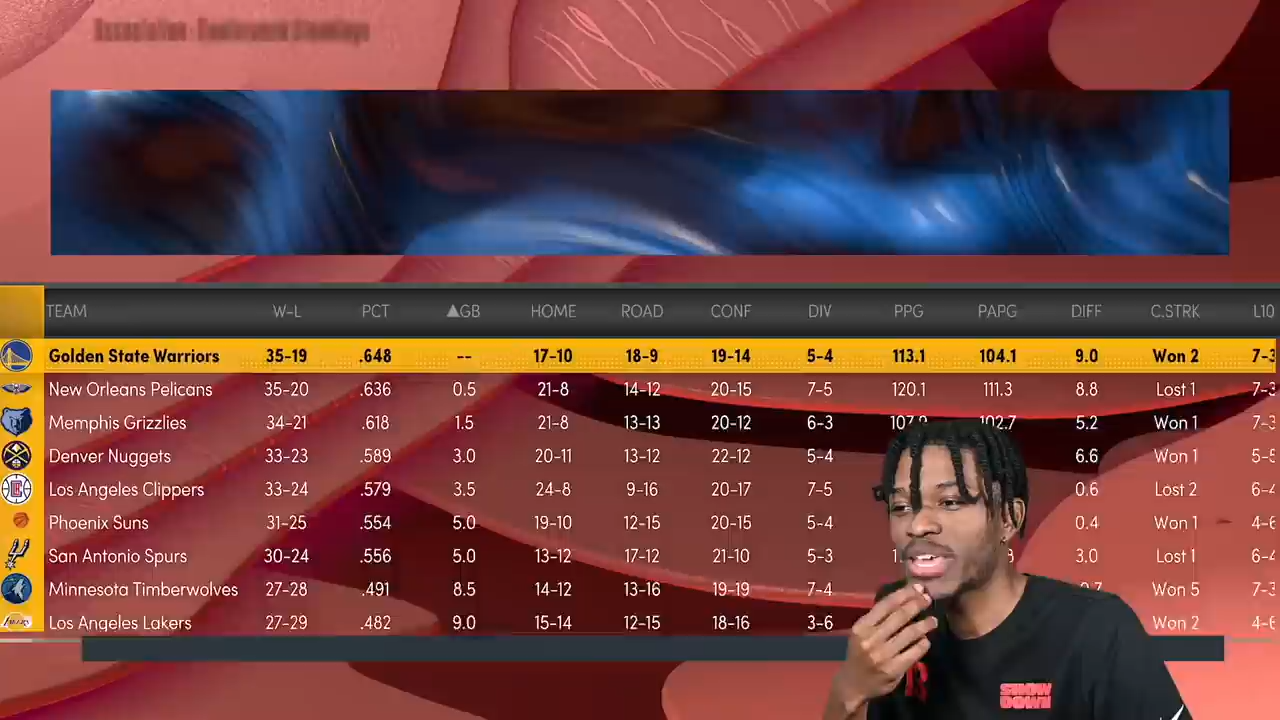 TEAM W-L PCT ▲GB HOME ROAD CONF DIV PPG PAPG DIFF C.STRK L10
Golden State Warriors 35-19 .648 -- 17-10 18-9 19-14 5-4 113.1 104.1 9.0 Won 2 7-3
New Orleans Pelicans 35-20 .636 0.5 21-8 14-12 20-15 7-5 120.1 111.3 8.8 Lost 1 7-3
Memphis Grizzlies 34-21 .618 1.5 21-8 13-13 20-12 6-3 102.7 5.2 Won 1 7-3
Denver Nuggets 33-23 .589 3.0 20-11 13-12 22-12 5-4 6.6 Won 1
Los Angeles Clippers 33-24 .579 3.5 24-8 9-16 20-17 7-5 0.6 Lost 2 6-4
Phoenix Suns 31-25 .554 5.0 19-10 12-15 20-15 5-4 0.4 Won 1 4-6
San Antonio Spurs 30-24 .556 5.0 13-12 17-12 21-10 5-3 3.0 Lost 1 6-4
Minnesota Timberwolves 27-28 .491 8.5 14-12 13-16 19-19 7-4 Won 5 7-3
Los Angeles Lakers 27-29 .482 9.0 15-14 12-15 18-16 3-6 Won 2 4-6
SHOW
DOWN